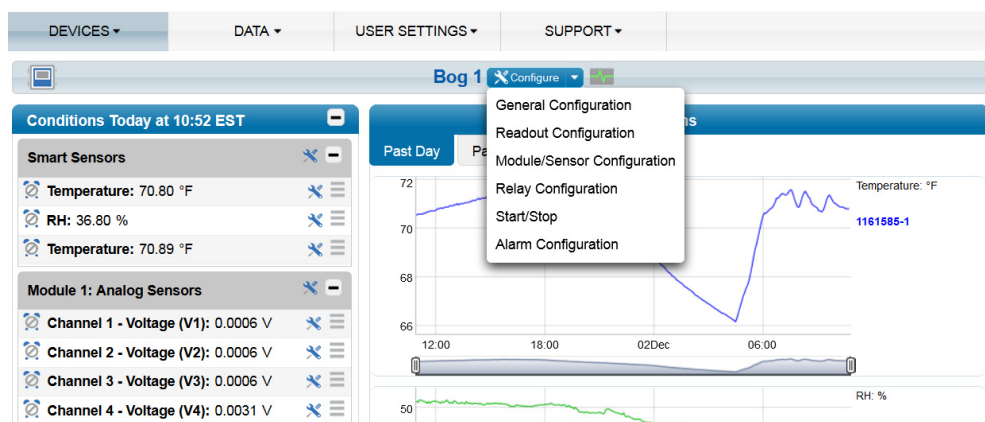 DEVICES DATA USER SETTINGS SUPPORT
Bog 1 Configure
General Configuration
Readout Configuration
Module/Sensor Configuration
Relay Configuration
Start/Stop
Alarm Configuration
Conditions Today at 10:52 EST
Smart Sensors
Temperature: 70.80 °F
RH: 36.80 %
Temperature: 70.89 °F
Module 1: Analog Sensors
Channel 1 - Voltage (V1): 0.0006 V
Channel 2 - Voltage (V2): 0.0006 V
Channel 3 - Voltage (V3): 0.0006 V
Channel 4 - Voltage (V4): 0.0031 V
Past Day
72
70
68
66
12:00 18:00 02Dec 06:00
Temperature: °F
1161585-1
50
RH: %